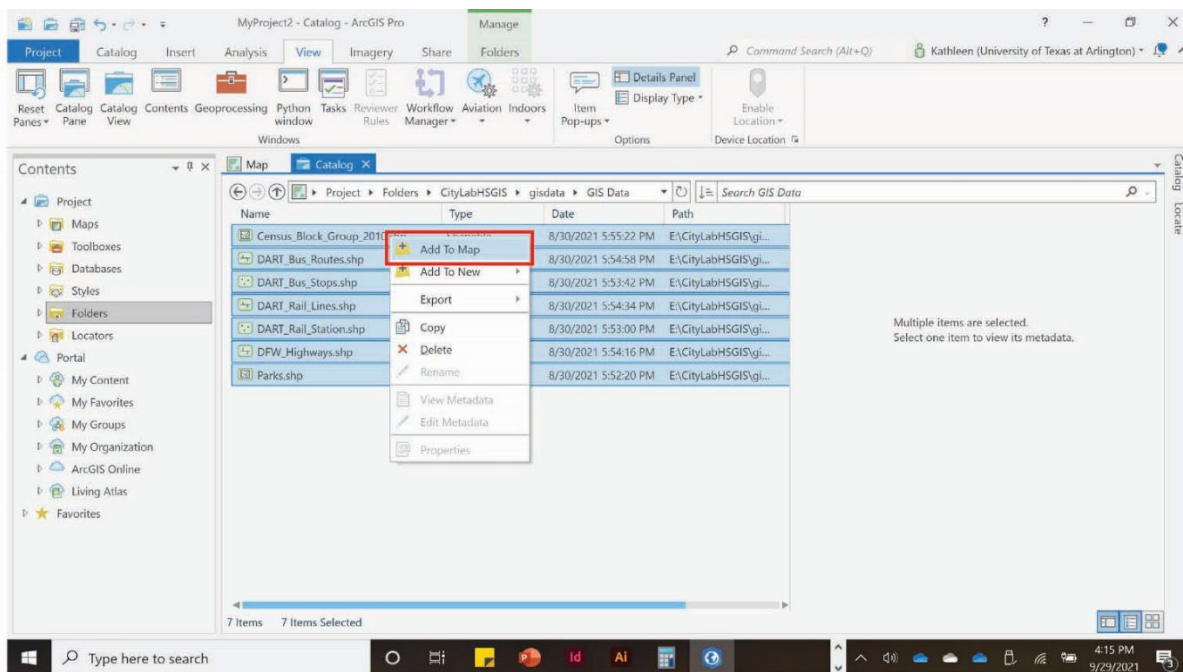 MyProject2 - Catalog - ArcGIS Pro
Manage
?
Project Catalog Insert Analysis View Imagery Share Folders
Command Search (Alt+Q)
Kathleen (University of Texas at Arlington)
Reset Panes
Catalog Pane
Catalog View
Contents
Geoprocessing
Python window
Tasks
Reviewer Rules
Workflow Manager
Aviation
Indoors
Item Pop-ups
Details Panel
Display Type
Enable Location
Windows
Options
Device Location
Contents
Project
Maps
Toolboxes
Databases
Styles
Folders
Locators
Portal
My Content
My Favorites
My Groups
My Organization
ArcGIS Online
Living Atlas
Favorites
Map Catalog
Project Folders CityLabHSGIS gisdata GIS Data
Search GIS Data
Name Type Date Path
Census_Block_Group_2010 8/30/2021 5:55:22 PM E:\CityLabHSGIS\gi...
DART_Bus_Routes.shp 8/30/2021 5:54:58 PM E:\CityLabHSGIS\gi...
DART_Bus_Stops.shp 8/30/2021 5:53:42 PM E:\CityLabHSGIS\gi...
DART_Rail_Lines.shp 8/30/2021 5:54:34 PM E:\CityLabHSGIS\gi...
DART_Rail_Station.shp 8/30/2021 5:53:00 PM E:\CityLabHSGIS\gi...
DFW_Highways.shp 8/30/2021 5:54:16 PM E:\CityLabHSGIS\gi...
Parks.shp 8/30/2021 5:52:20 PM E:\CityLabHSGIS\gi...
Add To Map
Add To New
Export
Copy
Delete
Rename
View Metadata
Edit Metadata
Properties
Multiple items are selected.
Select one item to view its metadata.
Catalog
Locate
7 Items 7 Items Selected
Type here to search
Id
Ai
4:15 PM
9/29/2021